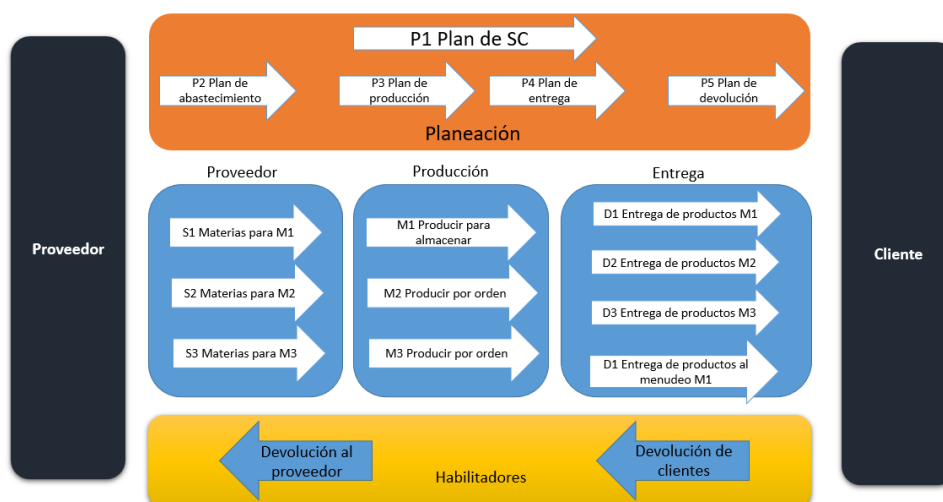 P1 Plan de SC
P2 Plan de
abastecimiento
P3 Plan de
producción
P4 Plan de
entrega
P5 Plan de
devolución
Planeación
Proveedor
Proveedor
Producción
Entrega
Cliente
S1 Materias para M1
S2 Materias para M2
S3 Materias para M3
M1 Producir para
almacenar
M2 Producir por orden
M3 Producir por orden
D1 Entrega de productos M1
D2 Entrega de productos M2
D3 Entrega de productos M3
D1 Entrega de productos al
menudeo M1
Devolución al
proveedor
Habilitadores
Devolución de
clientes